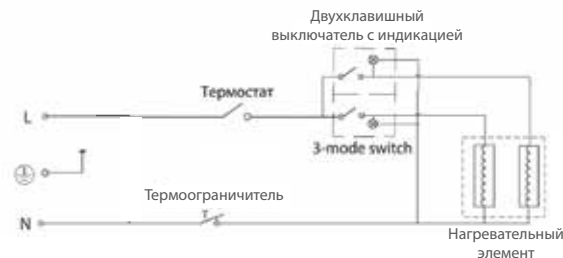 Двухклавишный
выключатель с индикацией
Термостат
L
3-mode switch
Термоограничитель
T
N
Нагревательный
элемент